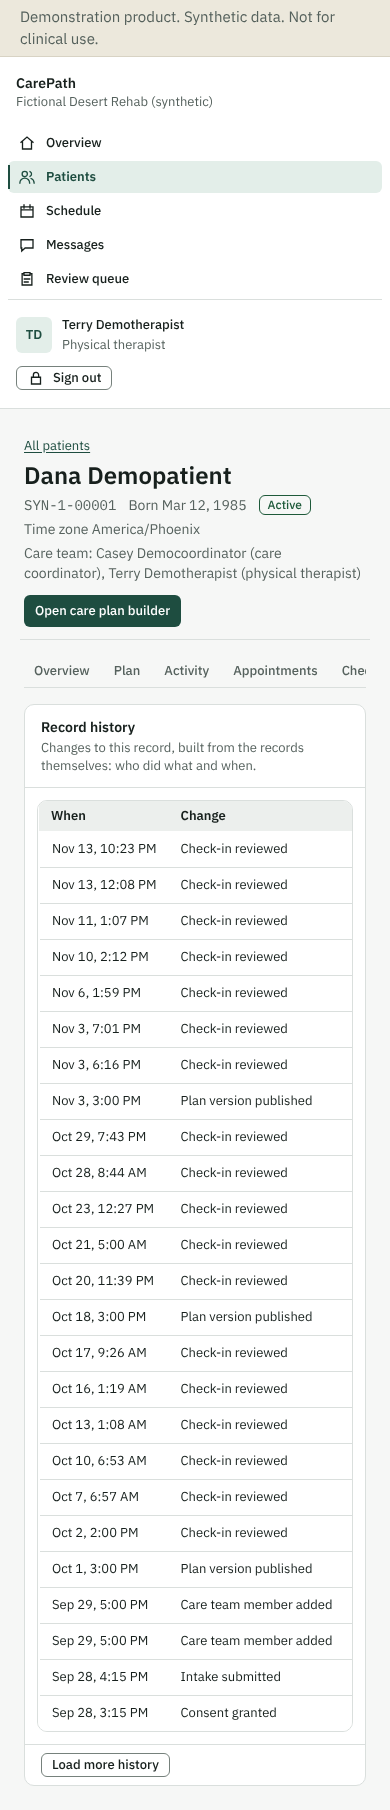 Demonstration product. Synthetic data. Not for
clinical use.
CarePath
Fictional Desert Rehab (synthetic)
Overview
Patients
Schedule
Messages
Review queue
TD
Terry Demotherapist
Physical therapist
Sign out
All patients
Dana Demopatient
SYN-1-00001 Born Mar 12, 1985 Active
Time zone America/Phoenix
Care team: Casey Democoordinator (care
coordinator), Terry Demotherapist (physical therapist)
Open care plan builder
Overview Plan Activity Appointments
Record history
Changes to this record, built from the records
themselves: who did what and when.
When Change
Nov 13, 10:23 PM Check-in reviewed
Nov 13, 12:08 PM Check-in reviewed
Nov 11, 1:07 PM Check-in reviewed
Nov 10, 2:12 PM Check-in reviewed
Nov 6, 1:59 PM Check-in reviewed
Nov 3, 7:01 PM Check-in reviewed
Nov 3, 6:16 PM Check-in reviewed
Nov 3, 3:00 PM Plan version published
Oct 29, 7:43 PM Check-in reviewed
Oct 28, 8:44 AM Check-in reviewed
Oct 23, 12:27 PM Check-in reviewed
Oct 21, 5:00 AM Check-in reviewed
Oct 20, 11:39 PM Check-in reviewed
Oct 18, 3:00 PM Plan version published
Oct 17, 9:26 AM Check-in reviewed
Oct 16, 1:19 AM Check-in reviewed
Oct 13, 1:08 AM Check-in reviewed
Oct 10, 6:53 AM Check-in reviewed
Oct 7, 6:57 AM Check-in reviewed
Oct 2, 2:00 PM Check-in reviewed
Oct 1, 3:00 PM Plan version published
Sep 29, 5:00 PM Care team member added
Sep 29, 5:00 PM Care team member added
Sep 28, 4:15 PM Intake submitted
Sep 28, 3:15 PM Consent granted
Load more history